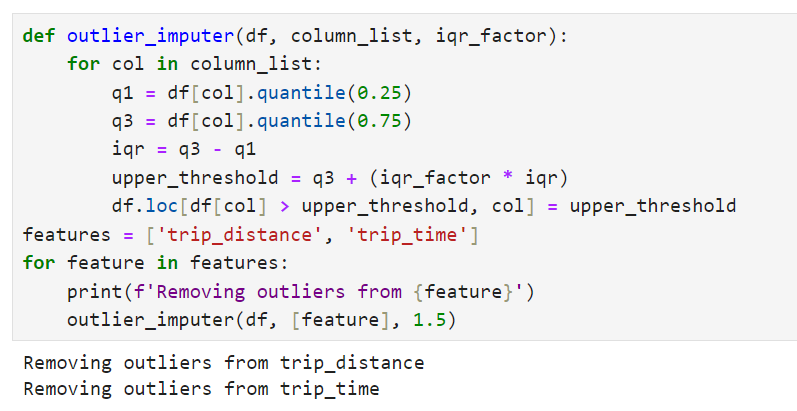 def outlier_imputer(df, column_list, iqr_factor):
    for col in column_list:
        q1 = df[col].quantile(0.25)
        q3 = df[col].quantile(0.75)
        iqr = q3 - q1
        upper_threshold = q3 + (iqr_factor * iqr)
        df.loc[df[col] > upper_threshold, col] = upper_threshold
features = ['trip_distance', 'trip_time']
for feature in features:
    print(f'Removing outliers from {feature}')
    outlier_imputer(df, [feature], 1.5)
Removing outliers from trip_distance
Removing outliers from trip_time